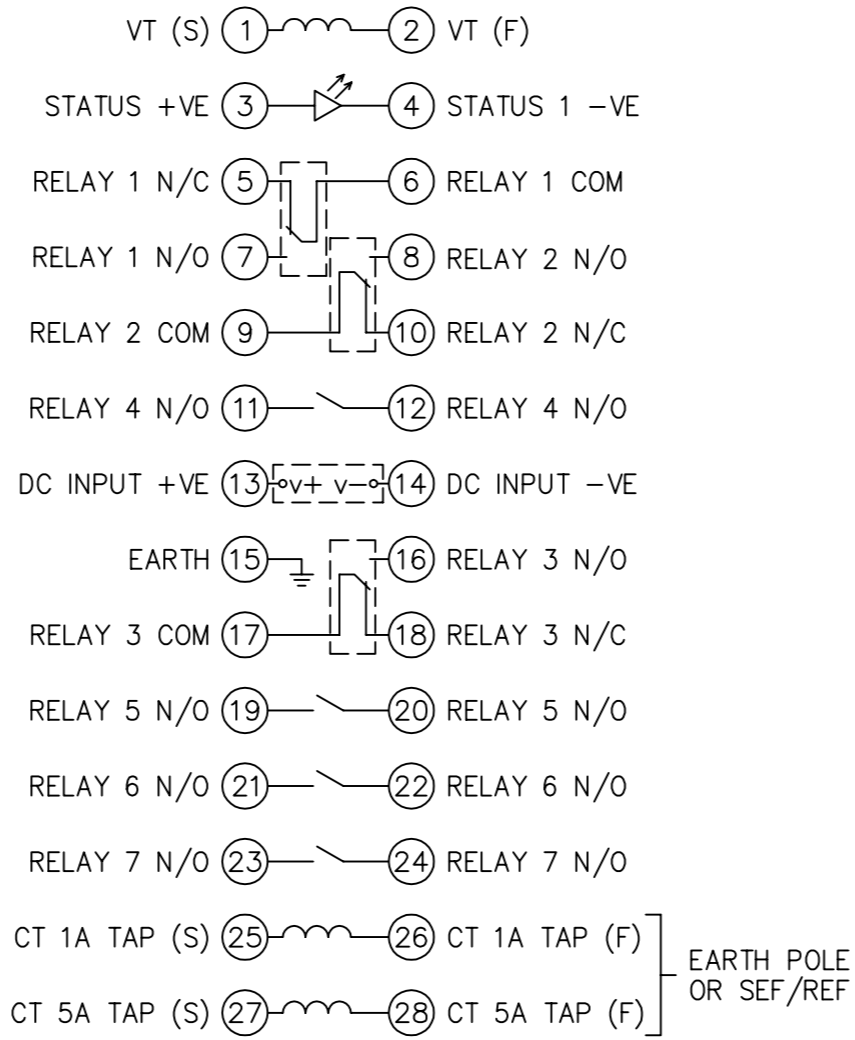 VT (S) 1 2 VT (F)
STATUS +VE 3 4 STATUS 1 -VE
RELAY 1 N/C 5 6 RELAY 1 COM
RELAY 1 N/O 7 8 RELAY 2 N/O
RELAY 2 COM 9 10 RELAY 2 N/C
RELAY 4 N/O 11 12 RELAY 4 N/O
DC INPUT +VE 13 v+ v- 14 DC INPUT -VE
EARTH 15 16 RELAY 3 N/O
RELAY 3 COM 17 18 RELAY 3 N/C
RELAY 5 N/O 19 20 RELAY 5 N/O
RELAY 6 N/O 21 22 RELAY 6 N/O
RELAY 7 N/O 23 24 RELAY 7 N/O
CT 1A TAP (S) 25 26 CT 1A TAP (F)
CT 5A TAP (S) 27 28 CT 5A TAP (F)
EARTH POLE
OR SEF/REF